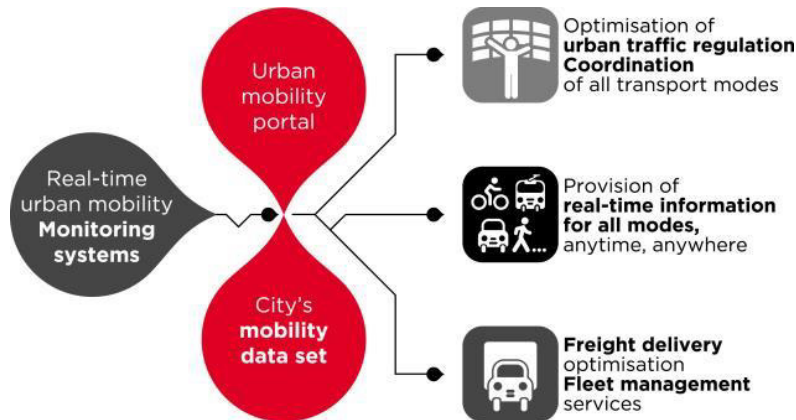 Urban
mobility
portal
Real-time
urban mobility
Monitoring
systems
City’s
mobility
data set
Optimisation of
urban traffic regulation
Coordination
of all transport modes
Provision of
real-time information
for all modes,
anytime, anywhere
Freight delivery
optimisation
Fleet management
services